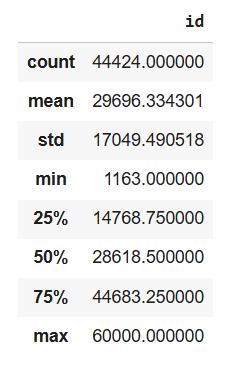 id
count 44424.000000
mean 29696.334301
std 17049.490518
min 1163.000000
25% 14768.750000
50% 28618.500000
75% 44683.250000
max 60000.000000